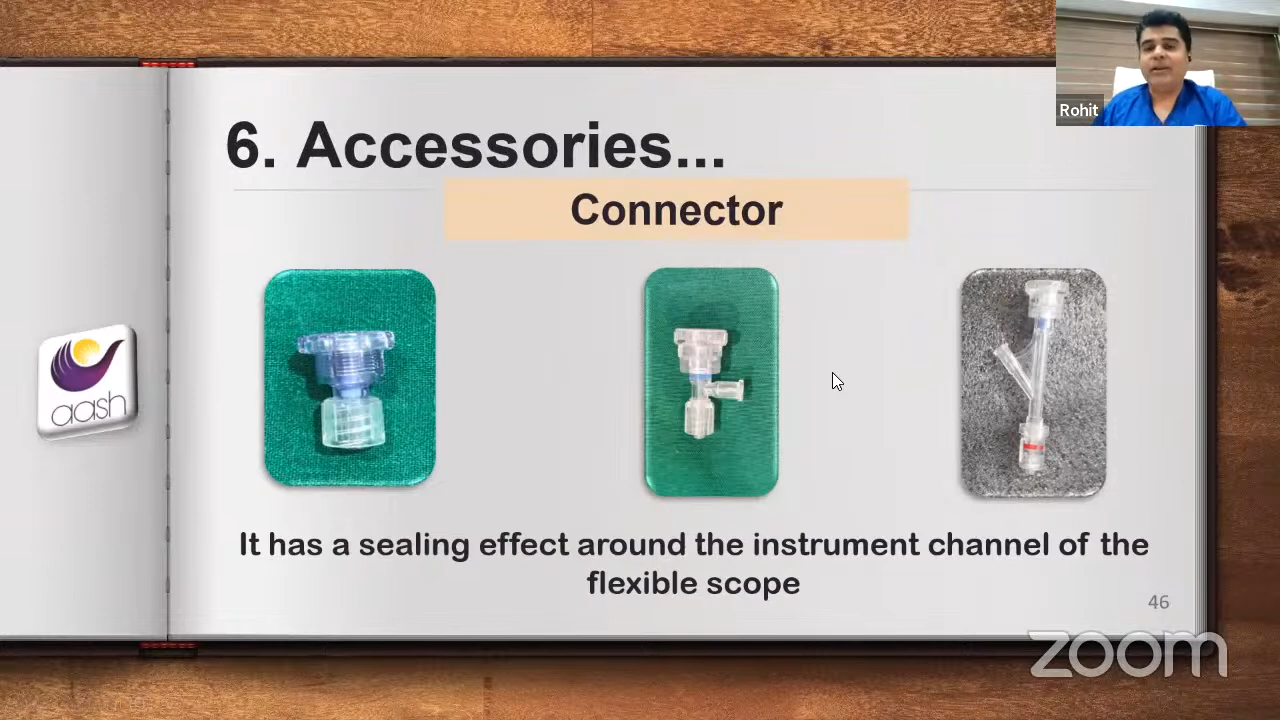 Rohit
6. Accessories...
Connector
aash
It has a sealing effect around the instrument channel of the
flexible scope
46
zoom